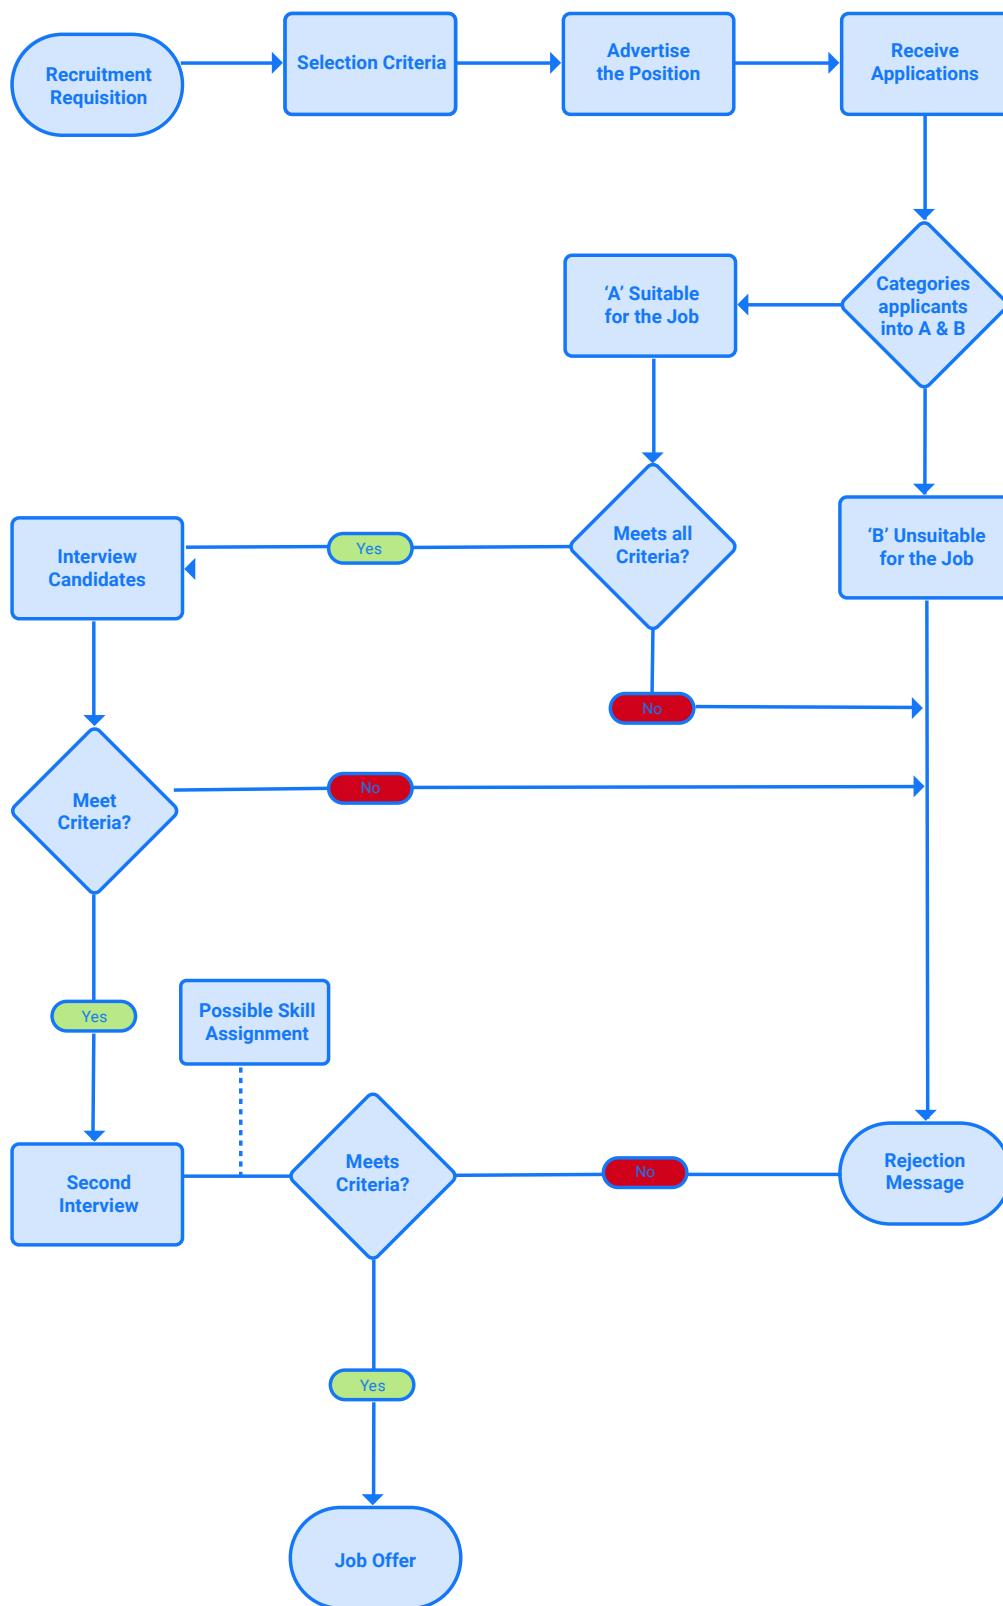 Recruitment
Requisition
Selection Criteria
Advertise
the Position
Receive
Applications
Categories
applicants
into A & B
‘A’ Suitable
for the Job
Meets all
Criteria?
‘B’ Unsuitable
for the Job
Yes
Interview
Candidates
No
Meet
Criteria?
No
Yes
Possible Skill
Assignment
Second
Interview
Meets
Criteria?
No
Rejection
Message
Yes
Job Offer